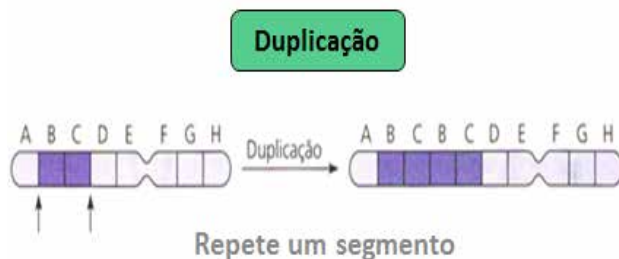 Duplicação
A B C D E F G H
Duplicação
A B C B C D E F G H
Repete um segmento